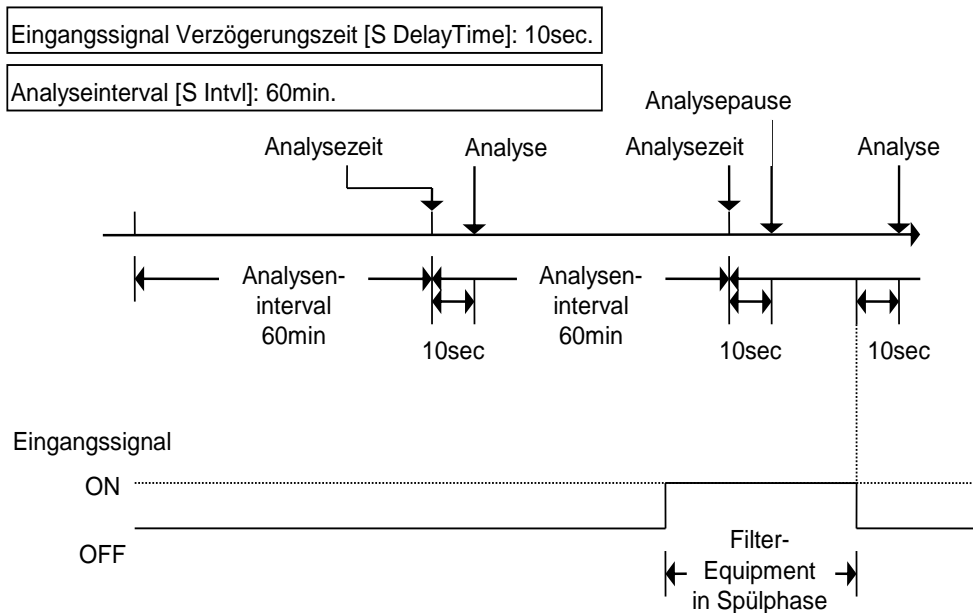 Eingangssignal Verzögerungszeit [S DelayTime]: 10sec.
Analyseinterval [S Intvl]: 60min.
Analysepause
Analysezeit
Analyse
Analysezeit
Analyse
Analysen-
interval
60min
10sec
Analysen-
interval
60min
10sec
10sec
Eingangssignal
ON
OFF
Filter-
Equipment
in Spülphase